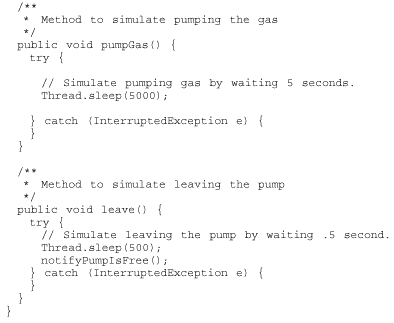 /**
* Method to simulate pumping the gas
*/
public void pumpGas() {
try {
// Simulate pumping gas by waiting 5 seconds.
Thread.sleep(5000);
} catch (InterruptedException e) {
}
}
/**
* Method to simulate leaving the pump
*/
public void leave() {
try {
// Simulate leaving the pump by waiting .5 second.
Thread.sleep(500);
notifyPumpIsFree();
} catch (InterruptedException e) {
}
}
}